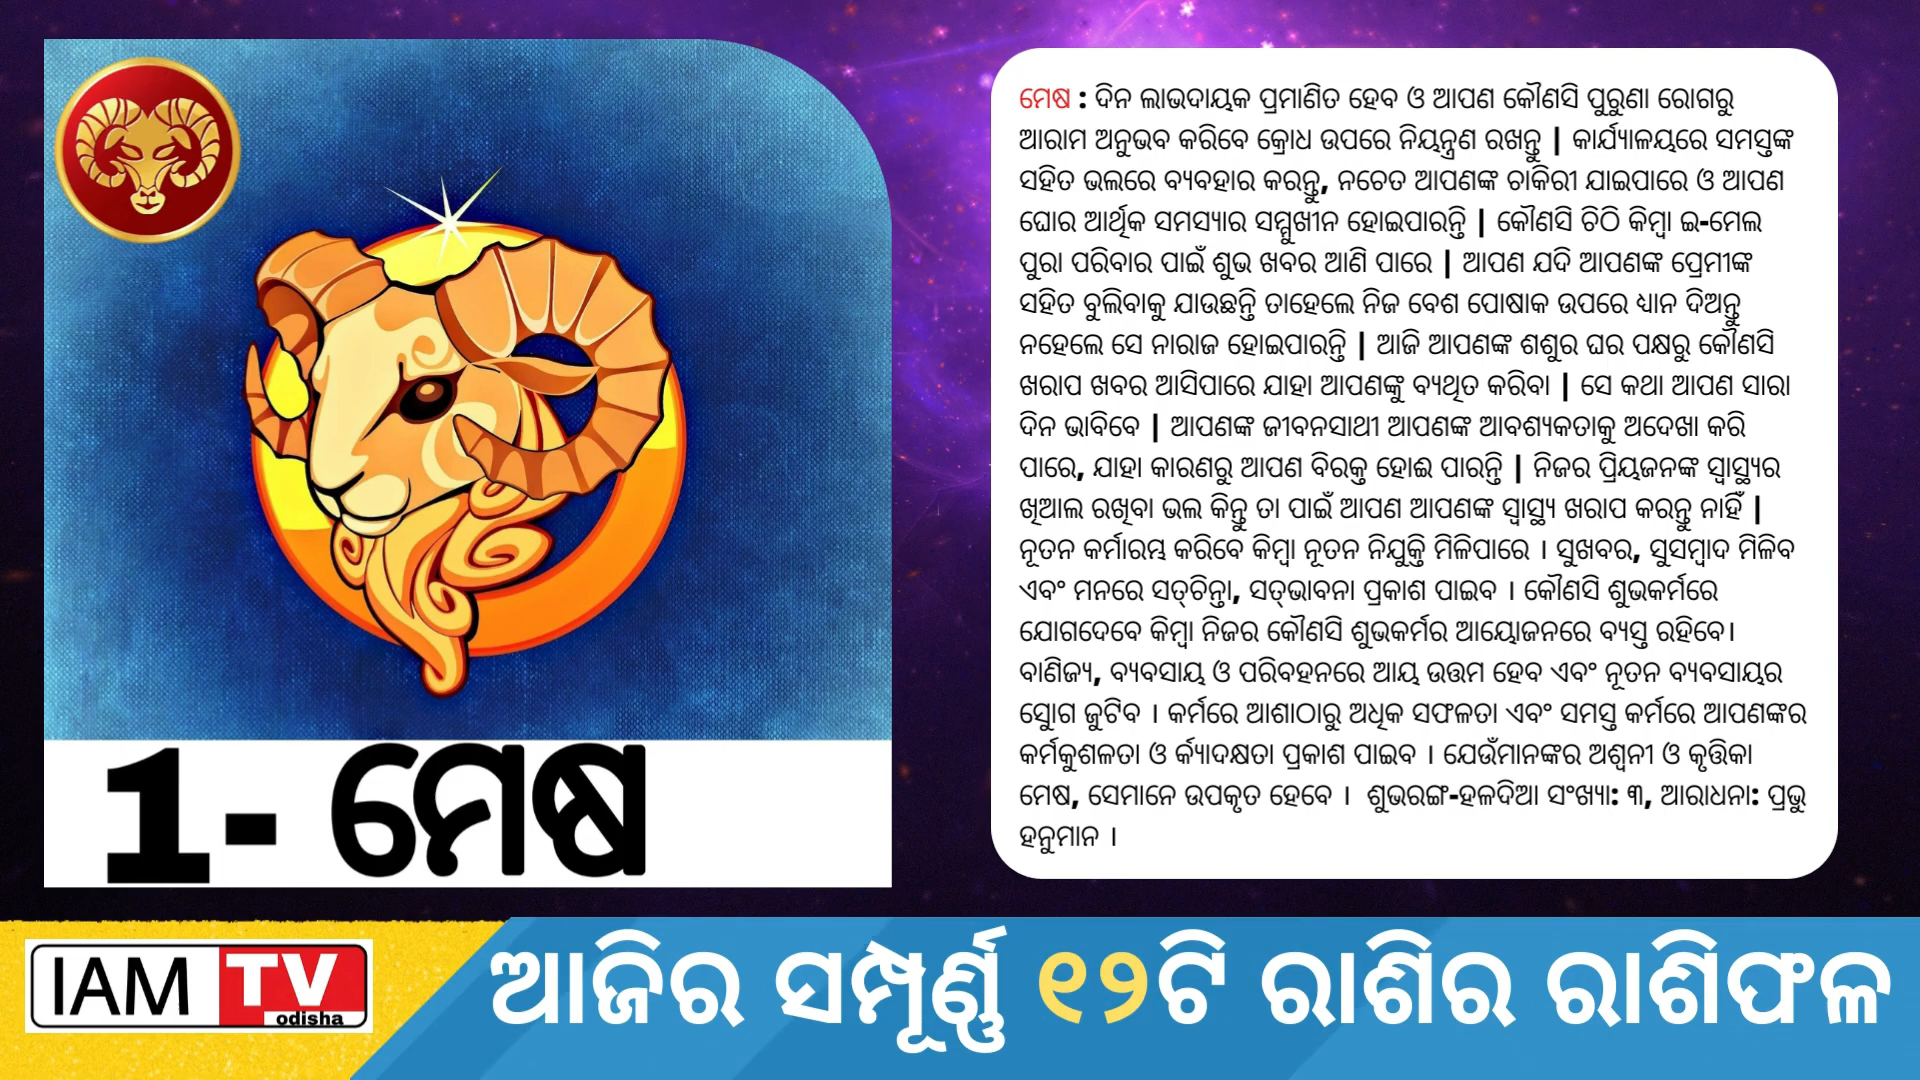 ମେଷ : ଦିନ ଲାଭଦାୟକ ପ୍ରମାଣିତ ହେବ ଓ ଆପଣ କୌଣସି ପୁରୁଣା ରୋଗରୁ
ଆରାମ ଅନୁଭବ କରିବେ କ୍ରୋଧ ଉପରେ ନିୟନ୍ତ୍ରଣ ରଖନ୍ତୁ | କାର୍ଯ୍ୟାଳୟରେ ସମସ୍ତଙ୍କ
ସହିତ ଭଲରେ ବ୍ୟବହାର କରନ୍ତୁ, ନଚେତ ଆପଣଙ୍କ ଚାକିରୀ ଯାଇପାରେ ଓ ଆପଣ
ଘୋର ଆର୍ଥିକ ସମସ୍ୟାର ସମ୍ମୁଖୀନ ହୋଇପାରନ୍ତି | କୌଣସି ଚିଠି କିମ୍ବା ଇ-ମେଲ
ପୁରା ପରିବାର ପାଇଁ ଶୁଭ ଖବର ଆଣି ପାରେ | ଆପଣ ଯଦି ଆପଣଙ୍କ ପ୍ରେମୀଙ୍କ
ସହିତ ବୁଲିବାକୁ ଯାଉଛନ୍ତି ତାହେଲେ ନିଜ ବେଶ ପୋଷାକ ଉପରେ ଧ୍ୟାନ ଦିଅନ୍ତୁ
ନହେଲେ ସେ ନାରାଜ ହୋଇପାରନ୍ତି | ଆଜି ଆପଣଙ୍କ ଶଶୁର ଘର ପକ୍ଷରୁ କୌଣସି
ଖରାପ ଖବର ଆସିପାରେ ଯାହା ଆପଣଙ୍କୁ ବ୍ୟଥିତ କରିବା | ସେ କଥା ଆପଣ ସାରା
ଦିନ ଭାବିବେ | ଆପଣଙ୍କ ଜୀବନସାଥୀ ଆପଣଙ୍କ ଆବଶ୍ୟକତାକୁ ଅଦେଖା କରି
ପାରେ, ଯାହା କାରଣରୁ ଆପଣ ବିରକ୍ତ ହୋଈ ପାରନ୍ତି | ନିଜର ପ୍ରିୟଜନଙ୍କ ସ୍ୱାସ୍ଥ୍ୟର
ଖିଆଲ ରଖିବା ଭଲ କିନ୍ତୁ ତା ପାଇଁ ଆପଣ ଆପଣଙ୍କ ସ୍ୱାସ୍ଥ୍ୟ ଖରାପ କରନ୍ତୁ ନାହିଁ |
ନୂତନ କର୍ମାରମ୍ଭ କରିବେ କିମ୍ବା ନୂତନ ନିଯୁକ୍ତି ମିଳିପାରେ । ସୁଖବର, ସୁସମ୍ବାଦ ମିଳିବ
ଏବଂ ମନରେ ସତ୍‌ଚିନ୍ତା, ସତ୍‌ଭାବନା ପ୍ରକାଶ ପାଇବ । କୌଣସି ଶୁଭକର୍ମରେ
ଯୋଗଦେବେ କିମ୍ବା ନିଜର କୌଣସି ଶୁଭକର୍ମର ଆୟୋଜନରେ ବ୍ୟସ୍ତ ରହିବେ।
ବାଣିଜ୍ୟ, ବ୍ୟବସାୟ ଓ ପରିବହନରେ ଆୟ ଉତ୍ତମ ହେବ ଏବଂ ନୂତନ ବ୍ୟବସାୟର
ଜୁଟିବ । କର୍ମରେ ଆଶାଠାରୁ ଅଧିକ ସଫଳତା ଏବଂ ସମସ୍ତ କର୍ମରେ ଆପଣଙ୍କର
କର୍ମକୁଶଳତା ଓ କର୍କ୍ୟାଦକ୍ଷତା ପ୍ରକାଶ ପାଇବ । ଯେଉଁମାନଙ୍କର ଅଶ୍ୱନୀ ଓ କୃତ୍ତିକା
ମେଷ, ସେମାନେ ଉପକୃତ ହେବେ । ଶୁଭରଙ୍ଗ-ହଳଦିଆ ସଂଖ୍ୟା: ୩, ଆରାଧନା: ପ୍ରଭୁ
ହନୁମାନ ।
1- ମେଷ
IAM TV
odisha
ଆଜିର ସମ୍ପୂର୍ଣ୍ଣ ୧୨ଟି ରାଶିର ରାଶିଫଳ